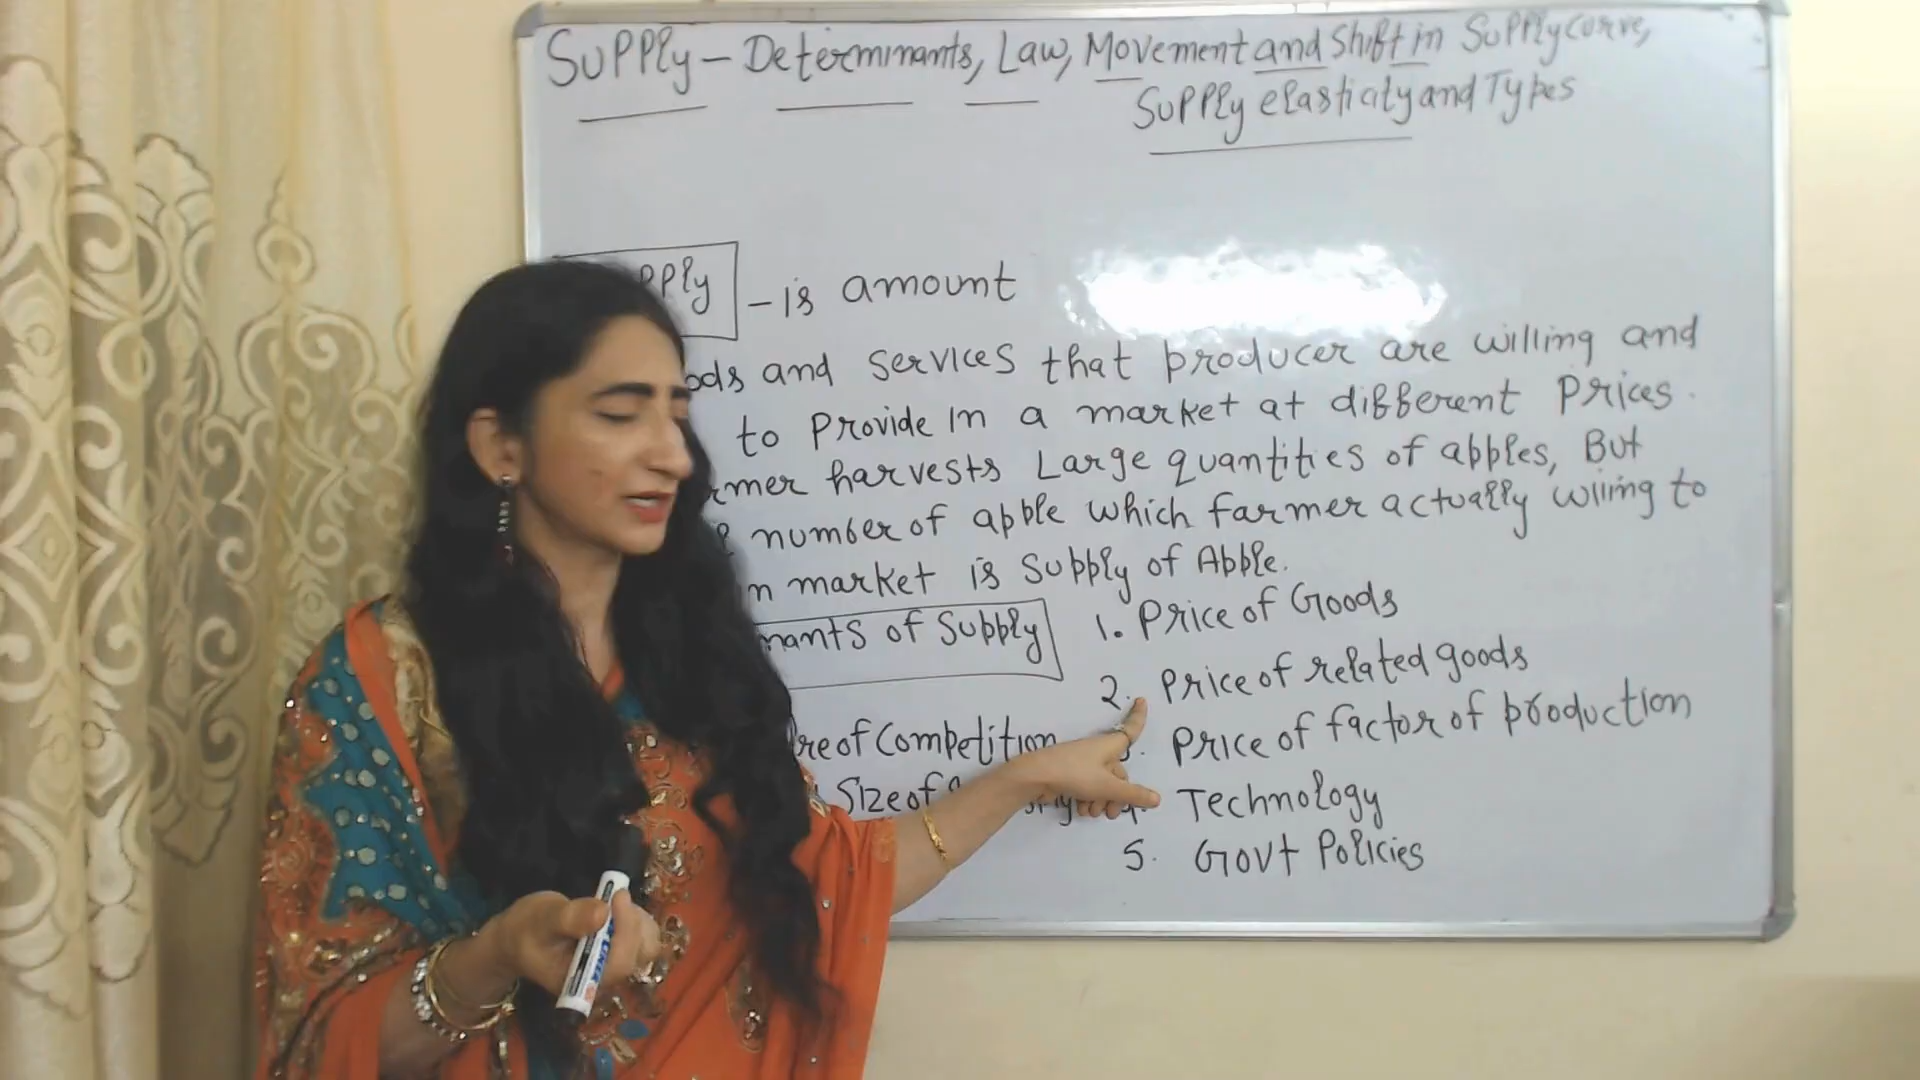 Supply – Determinants, Law, Movement and Shift in Supply curve,
Supply elasticity and Types
pply – is amount
ods and services that producer are willing and
to Provide In a market at different Prices.
rmer harvests Large quantities of apples, But
number of apple which farmer actually willing to
n market is Supply of Apple.
nants of Supply
1. Price of Goods
2. Price of related goods
3. Price of factor of production
re of Competition
Size of
4. Technology
5. Govt Policies